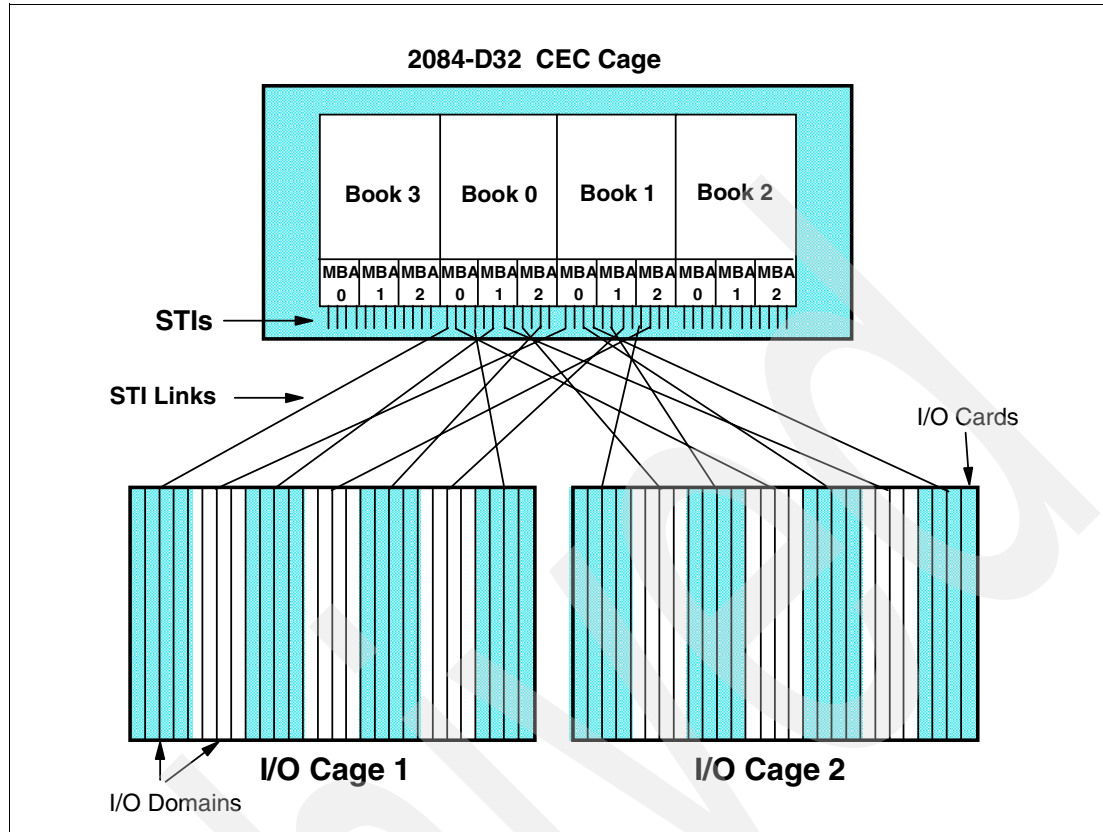 2084-D32 CEC Cage
Book 3 Book 0 Book 1 Book 2
MBA MBA MBA MBA MBA MBA MBA MBA MBA MBA MBA MBA
0 1 2 0 1 2 0 1 2 0 1 2
STIs
STI Links
I/O Cards
I/O Cage 1 I/O Cage 2
I/O Domains